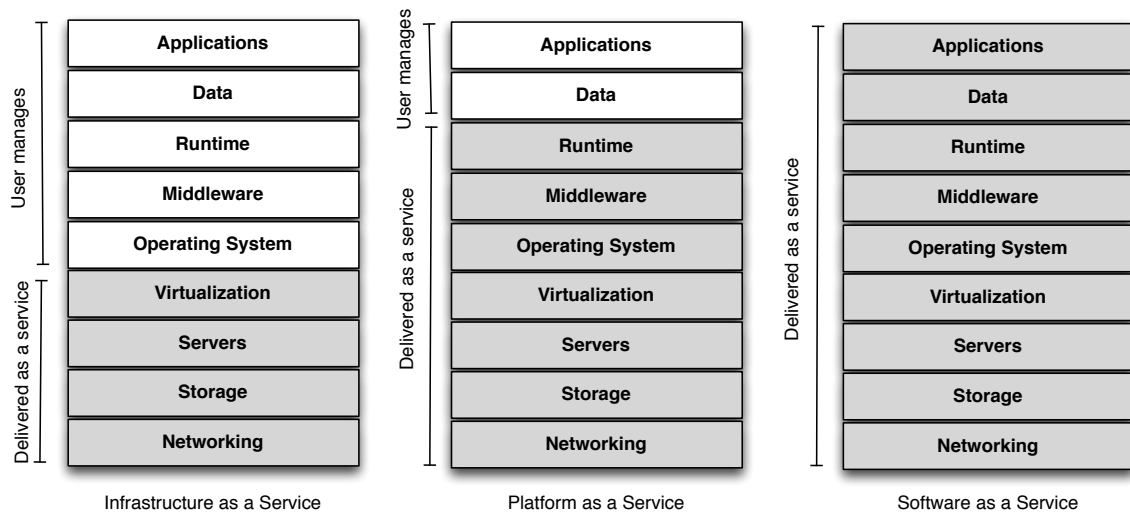 User manages
Delivered as a service
Applications
Data
Runtime
Middleware
Operating System
Virtualization
Servers
Storage
Networking
Infrastructure as a Service
User manages
Delivered as a service
Applications
Data
Runtime
Middleware
Operating System
Virtualization
Servers
Storage
Networking
Platform as a Service
Delivered as a service
Applications
Data
Runtime
Middleware
Operating System
Virtualization
Servers
Storage
Networking
Software as a Service